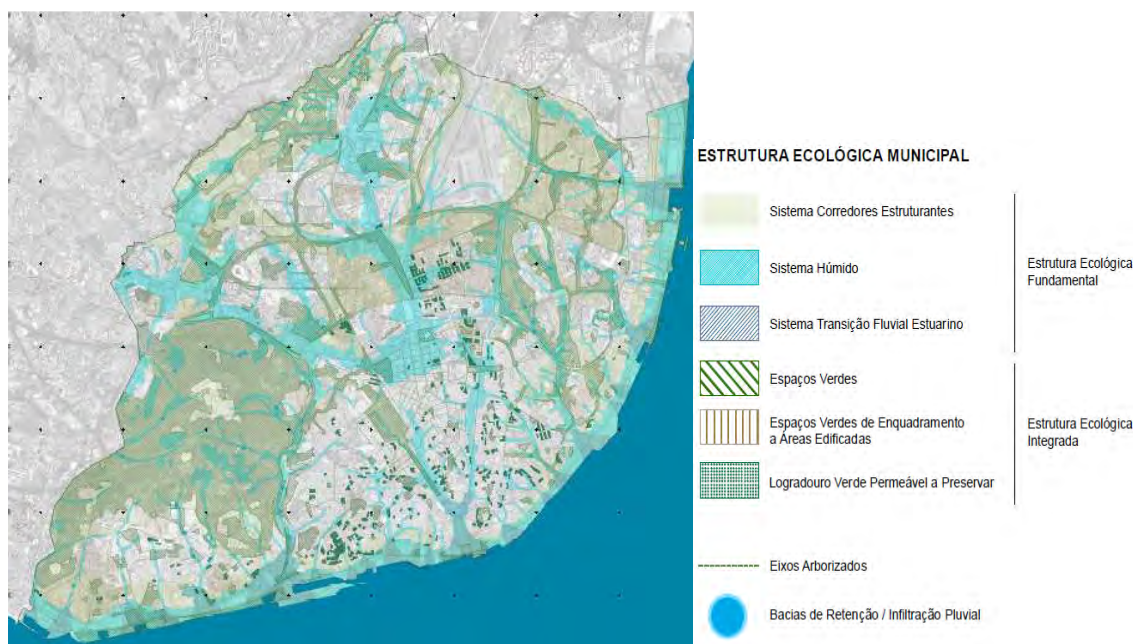 ESTRUTURA ECOLÓGICA MUNICIPAL
Sistema Corredores Estruturantes
Sistema Húmido
Estrutura Ecológica
Fundamental
Sistema Transição Fluvial Estuarino
Espaços Verdes
Espaços Verdes de Enquadramento
a Áreas Edificadas
Estrutura Ecológica
Integrada
Logradouro Verde Permeável a Preservar
Eixos Arborizados
Bacias de Retenção / Infiltração Pluvial